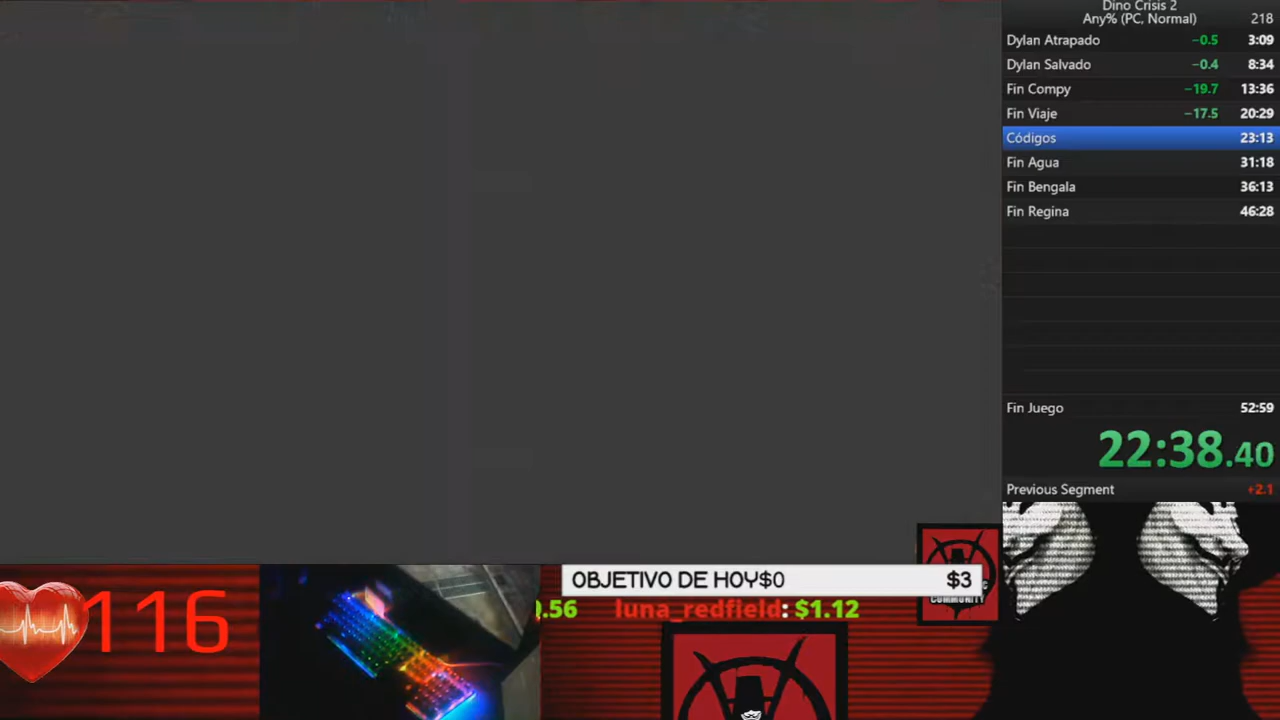 Dino Crisis 2
Any% (PC, Normal) 218
Dylan Atrapado −0.5 3:09
Dylan Salvado −0.4 8:34
Fin Compy −19.7 13:36
Fin Viaje −17.5 20:29
Códigos 23:13
Fin Agua 31:18
Fin Bengala 36:13
Fin Regina 46:28
Fin Juego 52:59
22:38.40
Previous Segment +2.1
OBJETIVO DE HOY$0 $3
.56 luna_redfield: $1.12
COMMUNITY
116